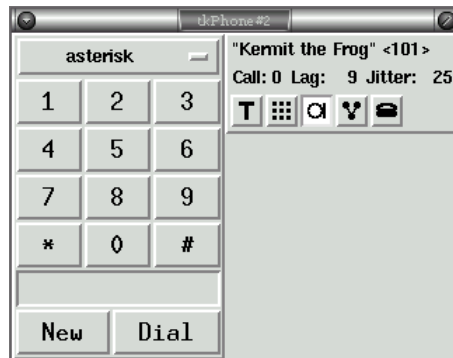 tkPhone#2
asterisk
"Kermit the Frog" <101>
Call: 0 Lag: 9 Jitter: 25
T
1 2 3
4 5 6
7 8 9
* 0 #
New Dial